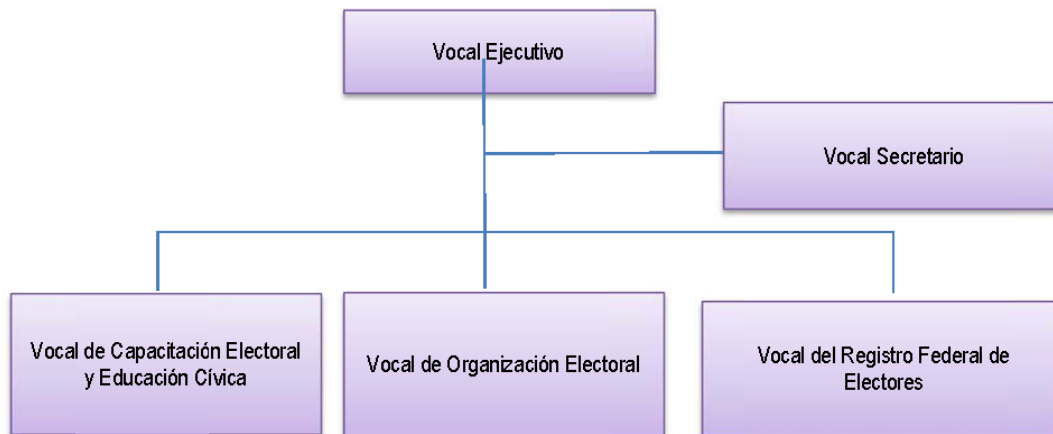 Vocal Ejecutivo
Vocal Secretario
Vocal de Capacitación Electoral
y Educación Cívica
Vocal de Organización Electoral
Vocal del Registro Federal de
Electores